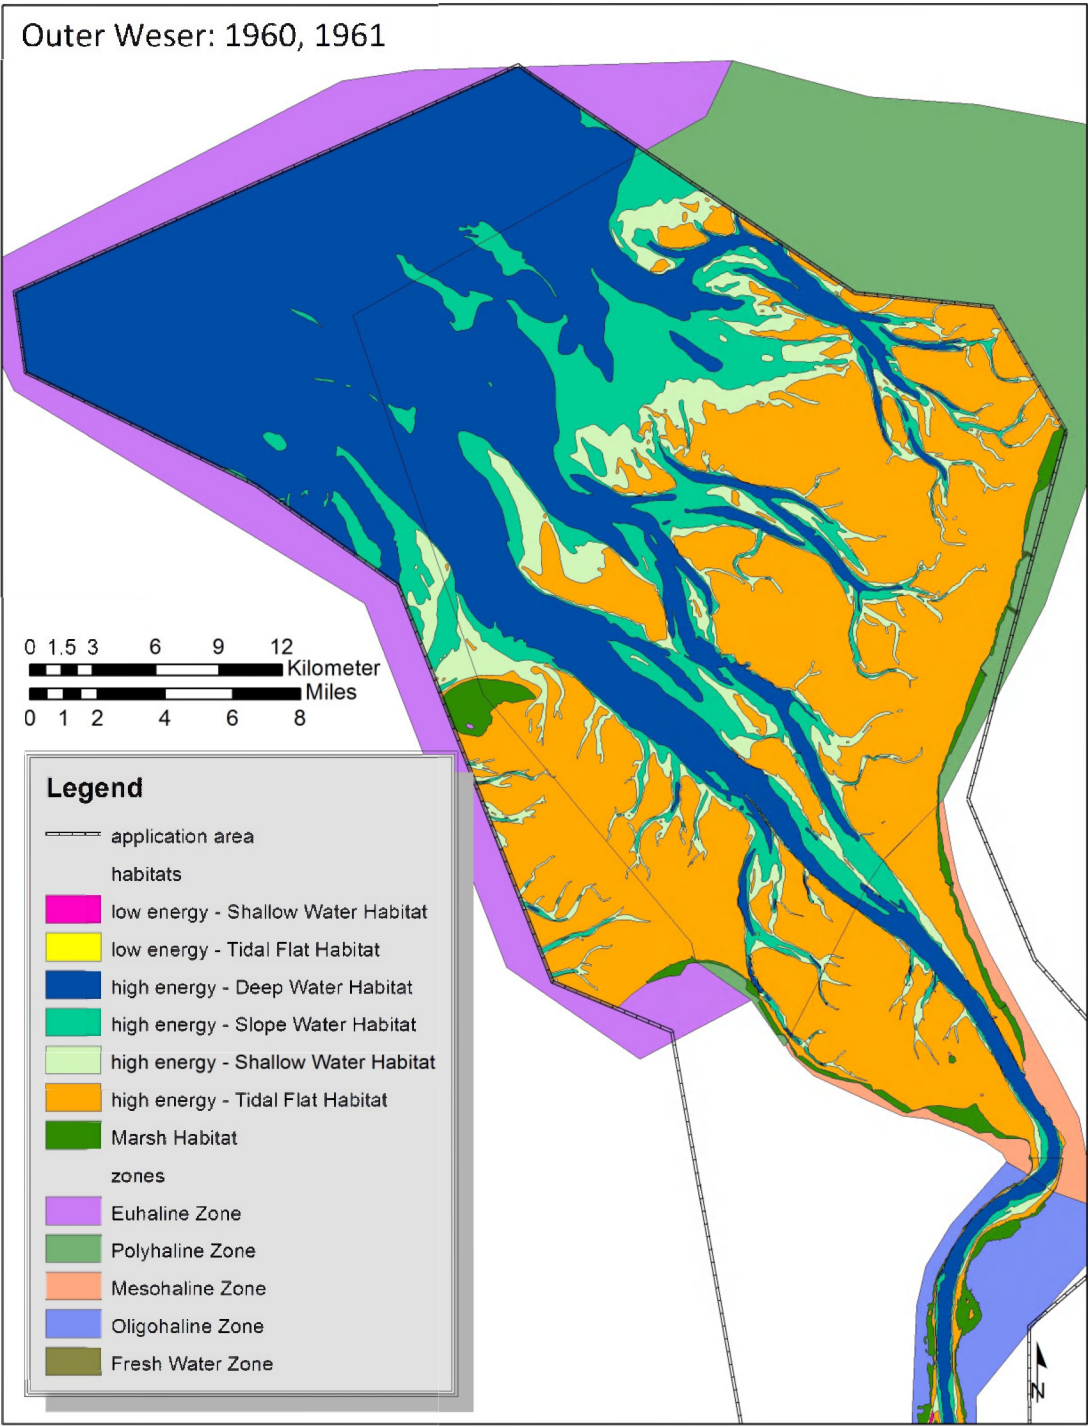 Outer Weser: 1960, 1961
0 1.5 3 6 9 12
Kilometer
Miles
0 1 2 4 6 8
Legend
application area
habitats
low energy - Shallow Water Habitat
low energy - Tidal Flat Habitat
high energy - Deep Water Habitat
high energy - Slope Water Habitat
high energy - Shallow Water Habitat
high energy - Tidal Flat Habitat
Marsh Habitat
zones
Euhaline Zone
Polyhaline Zone
Mesohaline Zone
Oligohaline Zone
Fresh Water Zone
N